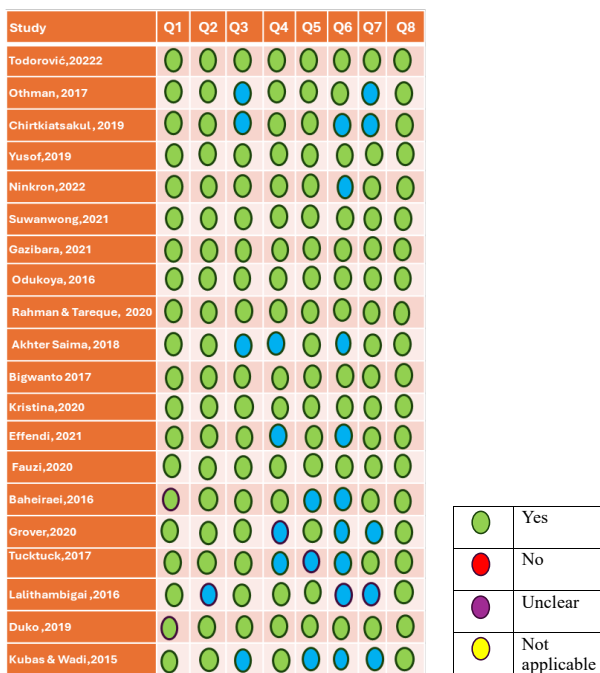 Study Q1 Q2 Q3 Q4 Q5 Q6 Q7 Q8
Todorović,20222
Othman, 2017
Chirtkiatsakul, 2019
Yusof,2019
Ninkron,2022
Suwanwong,2021
Gazibara, 2021
Odukoya, 2016
Rahman & Tareque, 2020
Akhter Saima, 2018
Bigwanto 2017
Kristina,2020
Effendi, 2021
Fauzi,2020
Baheiraei,2016
Grover,2020
Tucktuck,2017
Lalithambigai,2016
Duko,2019
Kubas & Wadi,2015
Yes
No
Unclear
Not
applicable